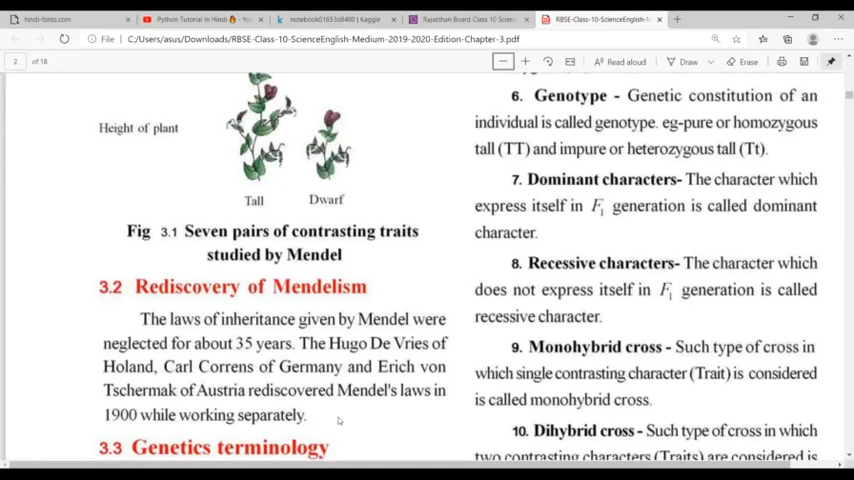 hindi-fonts.com
Python Tutorial In Hindi
notebook01653d8480 | Kaggle
Rajasthan Board Class 10 Scien
RBSE-Class-10-ScienceEnglish-M
File
C:/Users/asus/Downloads/RBSE-Class-10-ScienceEnglish-Medium-2019-2020-Edition-Chapter-3.pdf
2 of 18
Read aloud
Draw
Erase
Height of plant
Tall Dwarf
Fig 3.1 Seven pairs of contrasting traits
studied by Mendel
3.2 Rediscovery of Mendelism
The laws of inheritance given by Mendel were
neglected for about 35 years. The Hugo De Vries of
Holand, Carl Correns of Germany and Erich von
Tschermak of Austria rediscovered Mendel's laws in
1900 while working separately.
3.3 Genetics terminology
6. Genotype - Genetic constitution of an
individual is called genotype. eg-pure or homozygous
tall (TT) and impure or heterozygous tall (Tt).
7. Dominant characters- The character which
express itself in F1 generation is called dominant
character.
8. Recessive characters- The character which
does not express itself in F1 generation is called
recessive character.
9. Monohybrid cross - Such type of cross in
which single contrasting character (Trait) is considered
is called monohybrid cross.
10. Dihybrid cross - Such type of cross in which
two contrasting characters (Traits) are considered is